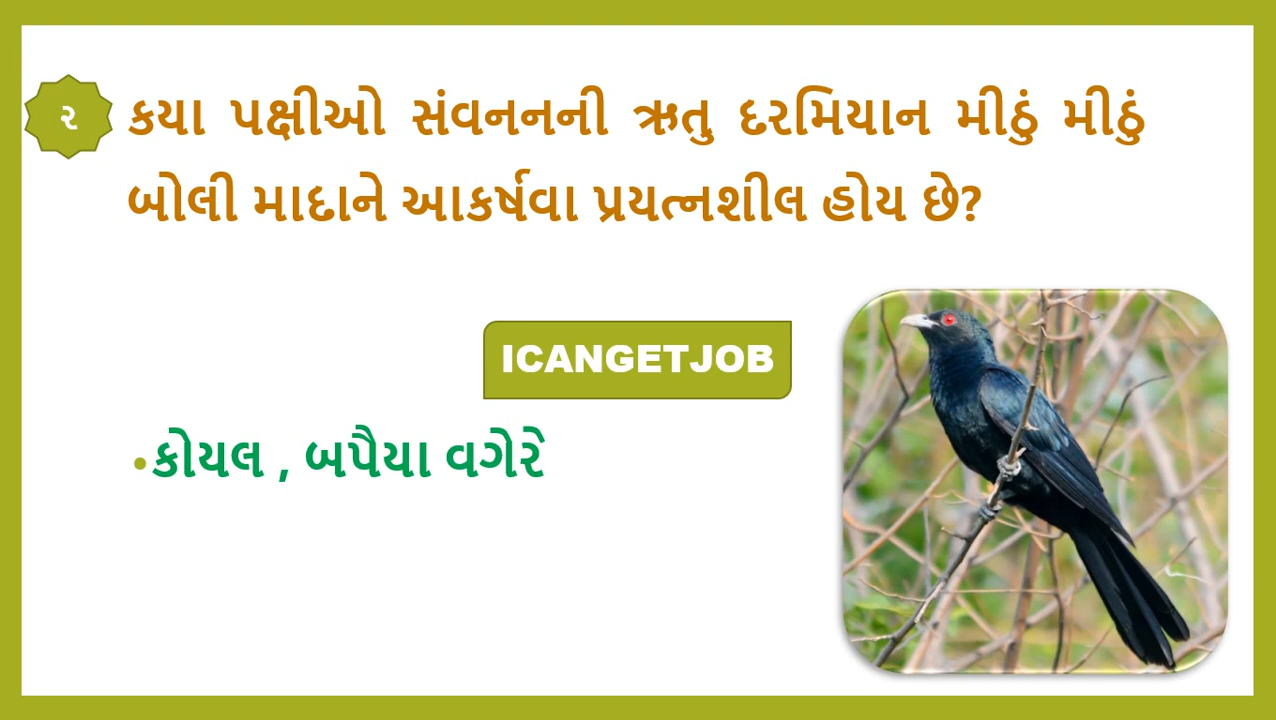 ૨
કયા પક્ષીઓ સંવનનની ઋતુ દરમિયાન મીઠું મીઠું
બોલી માદાને આકર્ષવા પ્રયત્નશીલ હોય છે?
ICANGETJOB
•કોયલ , બપૈયા વગેરે